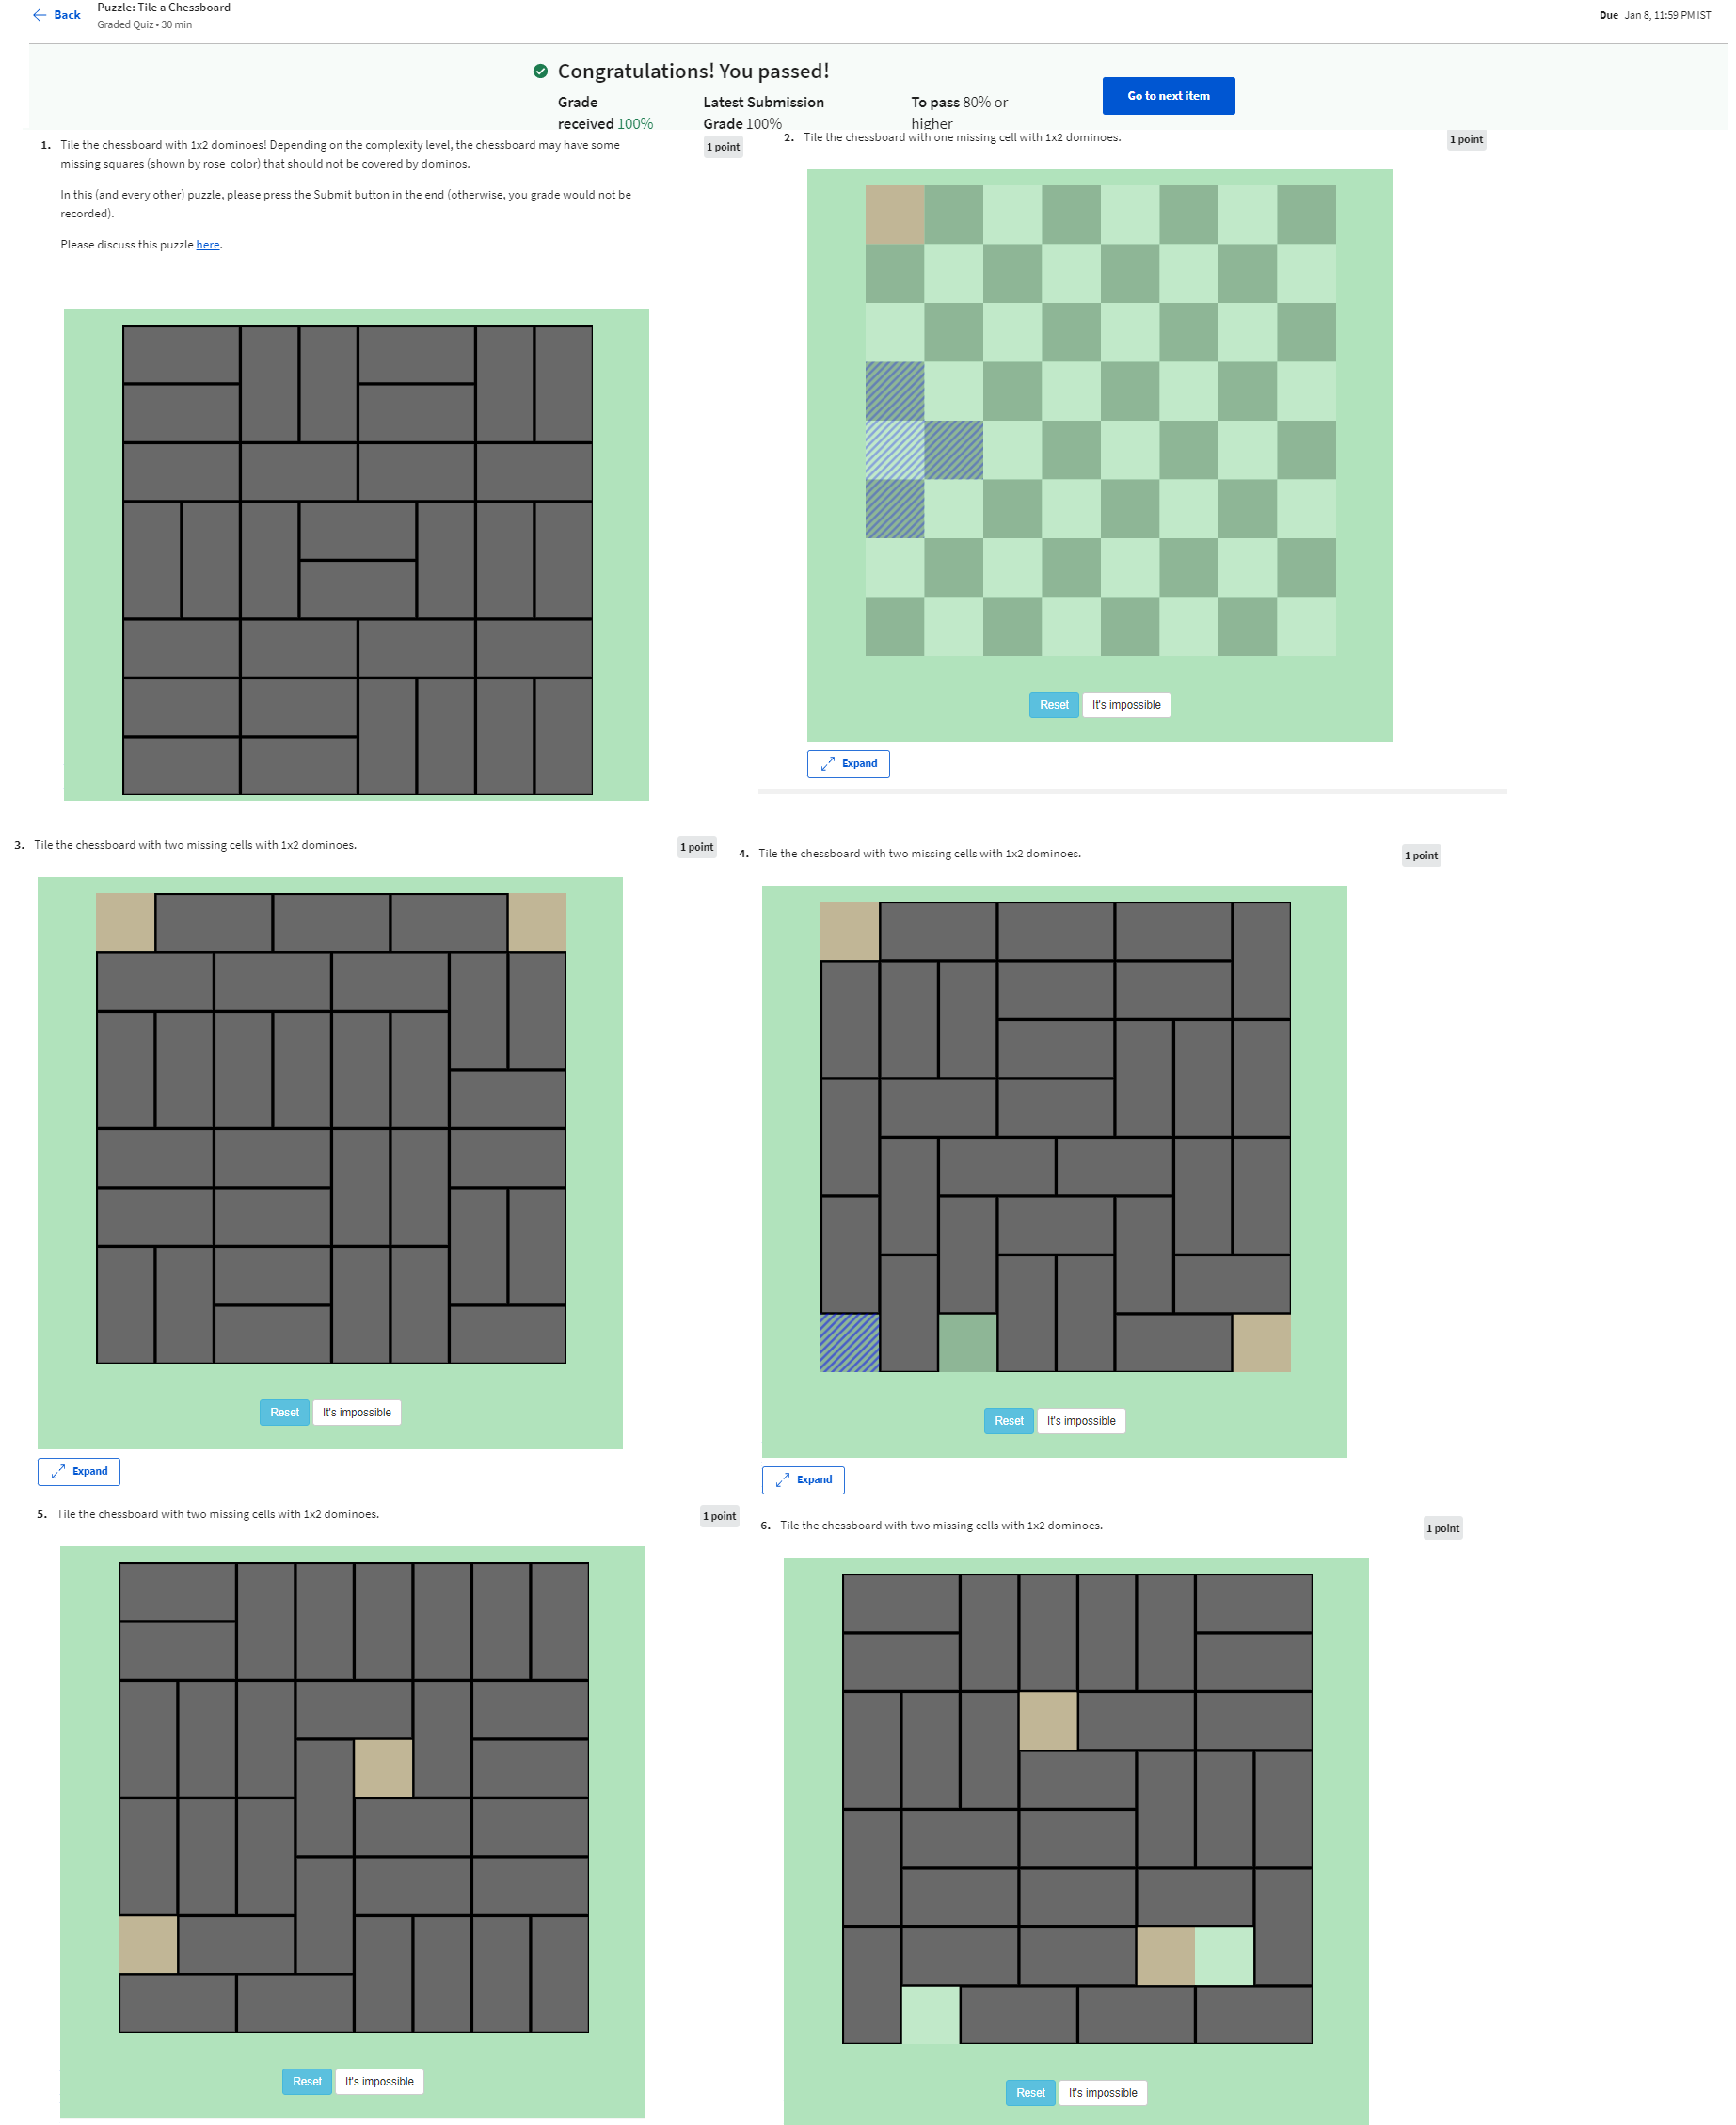 Back
Puzzle: Tile a Chessboard
Graded Quiz • 30 min
Due Jan 8, 11:59 PM IST
Congratulations! You passed!
Grade
received 100%
Latest Submission
Grade 100%
To pass 80% or
higher
Go to next item
1. Tile the chessboard with 1x2 dominoes! Depending on the complexity level, the chessboard may have some
missing squares (shown by rose color) that should not be covered by dominos.
1 point
In this (and every other) puzzle, please press the Submit button in the end (otherwise, you grade would not be
recorded).
Please discuss this puzzle here.
2. Tile the chessboard with one missing cell with 1x2 dominoes.
1 point
Reset
It's impossible
Expand
3. Tile the chessboard with two missing cells with 1x2 dominoes.
1 point
Reset
It's impossible
Expand
4. Tile the chessboard with two missing cells with 1x2 dominoes.
1 point
Reset
It's impossible
Expand
5. Tile the chessboard with two missing cells with 1x2 dominoes.
1 point
Reset
It's impossible
6. Tile the chessboard with two missing cells with 1x2 dominoes.
1 point
Reset
It's impossible